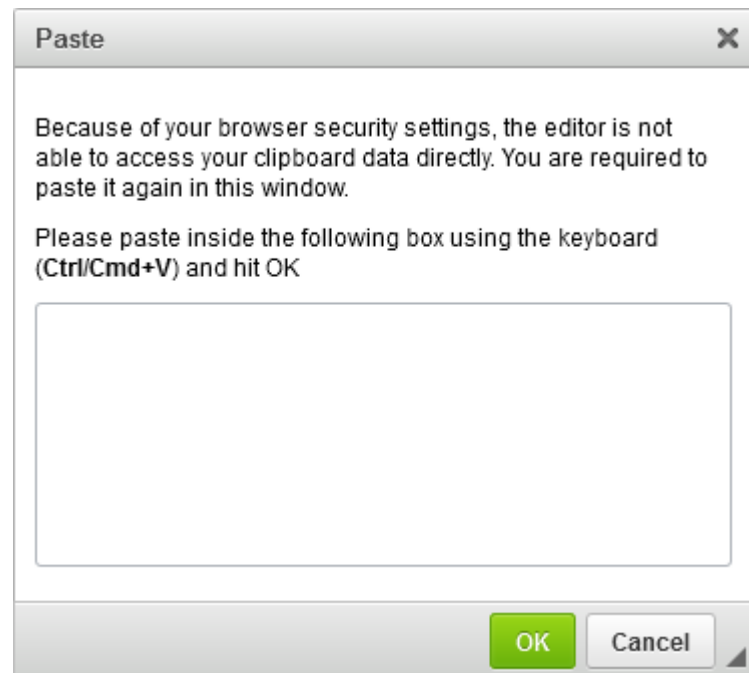 Paste
Because of your browser security settings, the editor is not
able to access your clipboard data directly. You are required to
paste it again in this window.
Please paste inside the following box using the keyboard
(Ctrl/Cmd+V) and hit OK
OK
Cancel